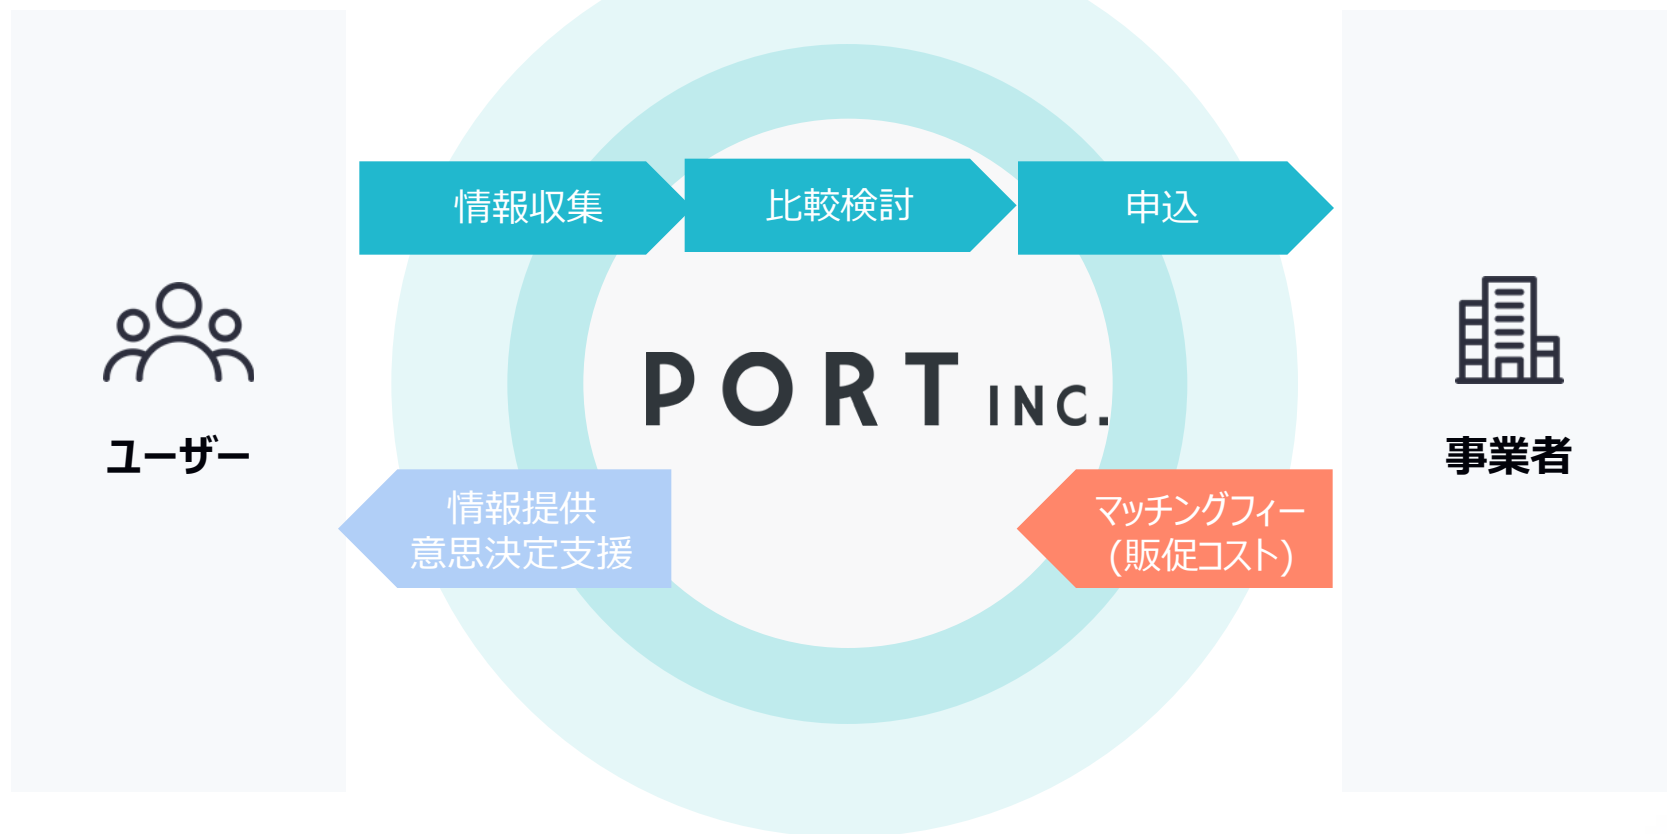 情報収集
比較検討
申込
PORT INC.
ユーザー
事業者
情報提供
意思決定支援
マッチングフィー
(販促コスト)